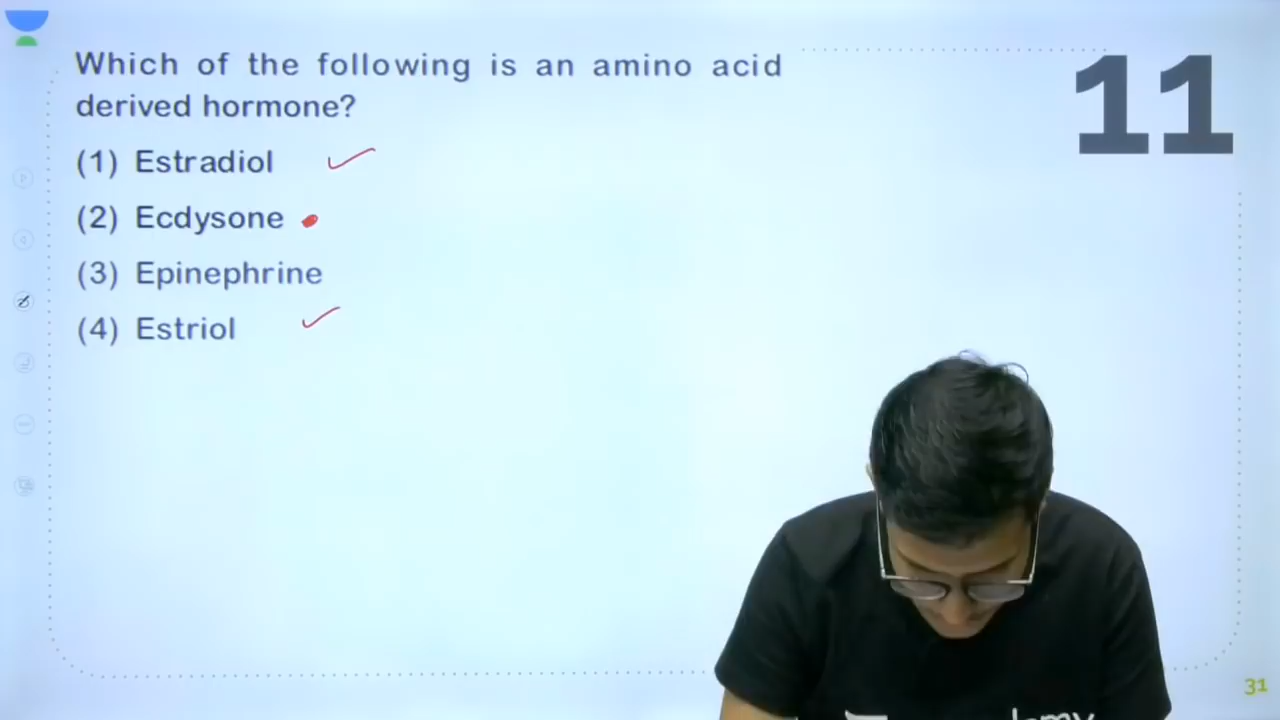 Which of the following is an amino acid
11
derived hormone?
(1) Estradiol
(2) Ecdysone
(3) Epinephrine
(4) Estriol
31